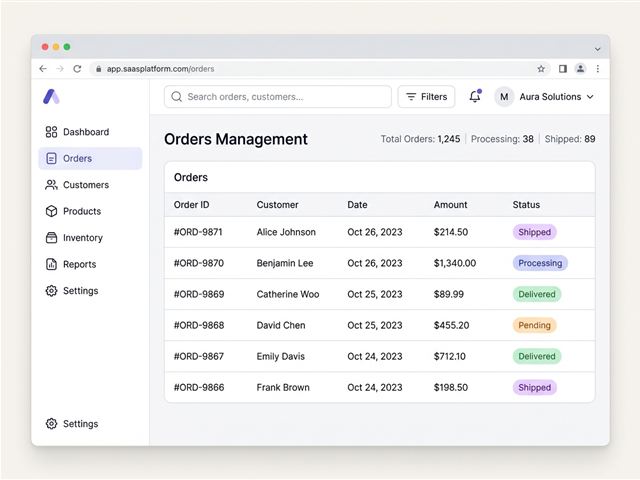 app.saasplatform.com/orders
Search orders, customers...
Filters
M
Aura Solutions
Dashboard
Orders
Customers
Products
Inventory
Reports
Settings
Settings
Orders Management
Total Orders: 1,245 | Processing: 38 | Shipped: 89
Orders
Order ID Customer Date Amount Status
#ORD-9871 Alice Johnson Oct 26, 2023 $214.50 Shipped
#ORD-9870 Benjamin Lee Oct 26, 2023 $1,340.00 Processing
#ORD-9869 Catherine Woo Oct 25, 2023 $89.99 Delivered
#ORD-9868 David Chen Oct 25, 2023 $455.20 Pending
#ORD-9867 Emily Davis Oct 24, 2023 $712.10 Delivered
#ORD-9866 Frank Brown Oct 24, 2023 $198.50 Shipped